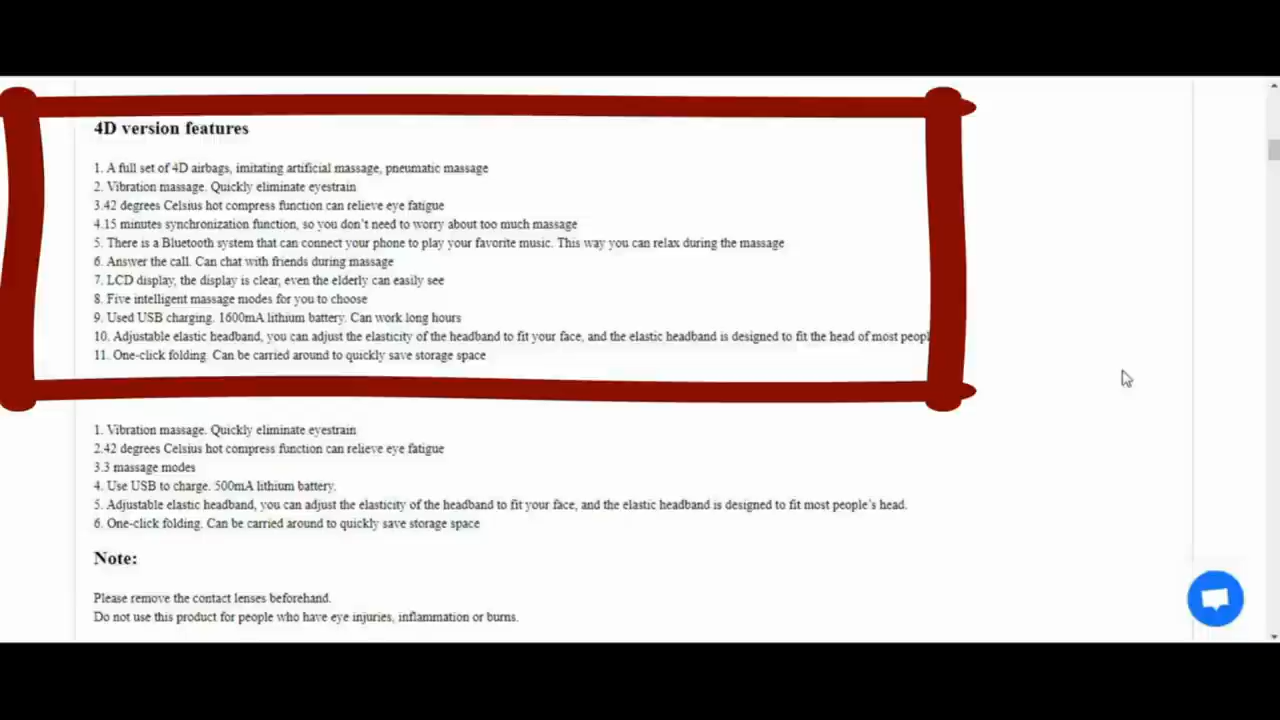 4D version features
1. A full set of 4D airbags, imitating artificial massage, pneumatic massage
2. Vibration massage. Quickly eliminate eyestrain
3.42 degrees Celsius hot compress function can relieve eye fatigue
4.15 minutes synchronization function, so you don't need to worry about too much massage
5. There is a Bluetooth system that can connect your phone to play your favorite music. This way you can relax during the massage
6. Answer the call. Can chat with friends during massage
7. LCD display, the display is clear, even the elderly can easily see
8. Five intelligent massage modes for you to choose
9. Used USB charging. 1600mA lithium battery. Can work long hours
10. Adjustable elastic headband, you can adjust the elasticity of the headband to fit your face, and the elastic headband is designed to fit the head of most peopl
11. One-click folding. Can be carried around to quickly save storage space
1. Vibration massage. Quickly eliminate eyestrain
2.42 degrees Celsius hot compress function can relieve eye fatigue
3.3 massage modes
4. Use USB to charge. 500mA lithium battery.
5. Adjustable elastic headband, you can adjust the elasticity of the headband to fit your face, and the elastic headband is designed to fit most people's head.
6. One-click folding. Can be carried around to quickly save storage space
Note:
Please remove the contact lenses beforehand.
Do not use this product for people who have eye injuries, inflammation or burns.